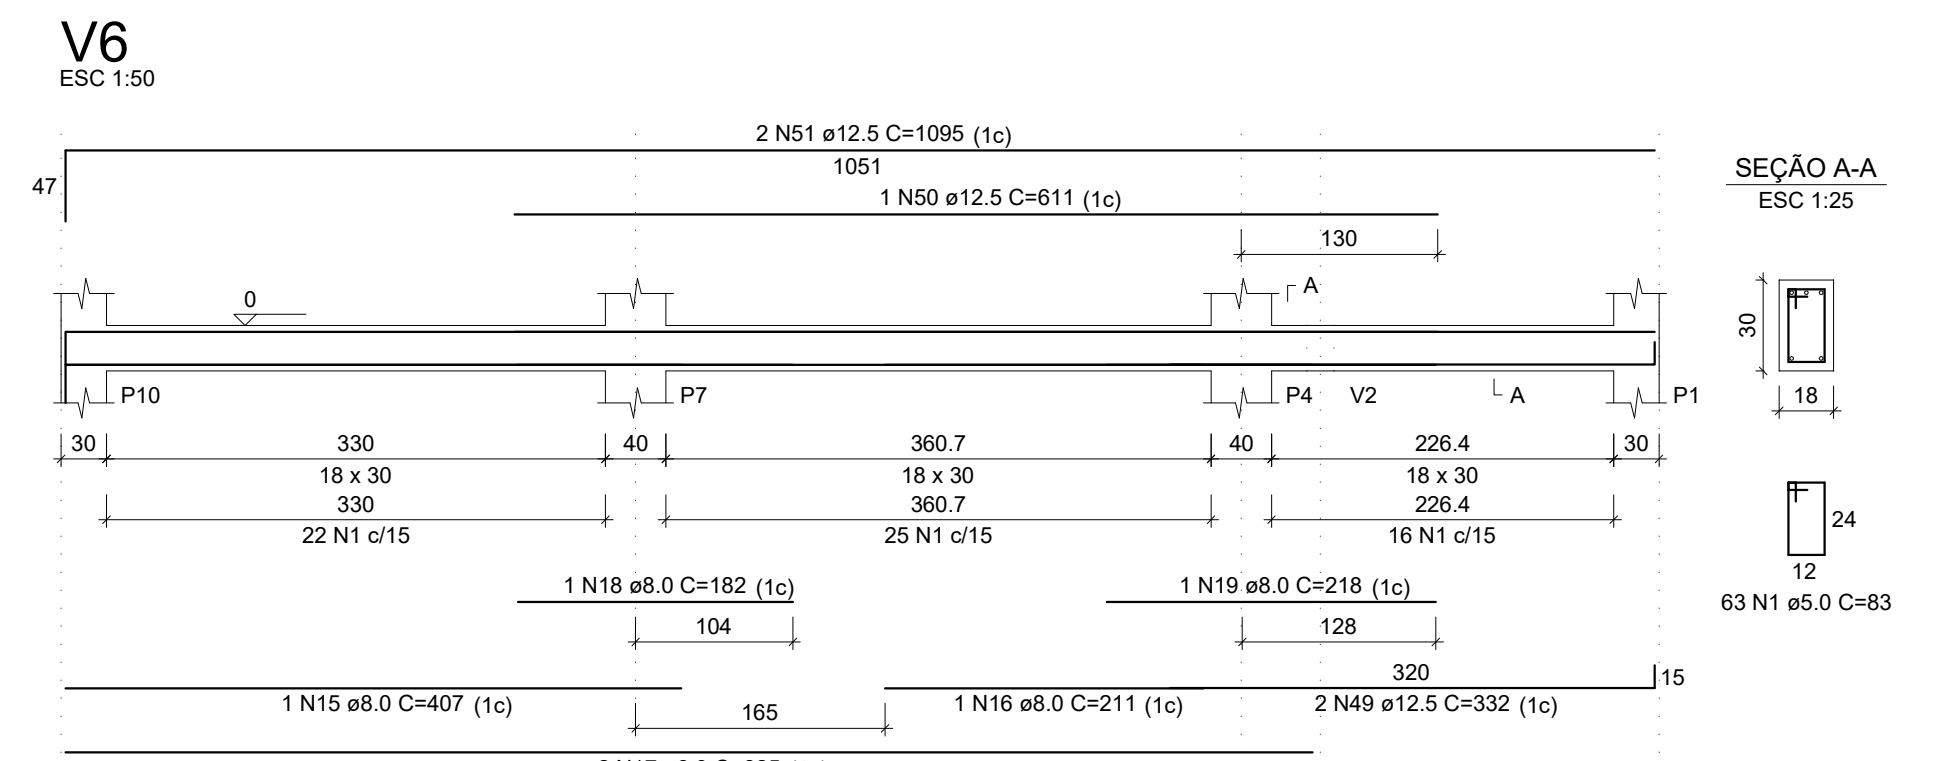 V6
ESC 1:50
2 N51 ø12.5 C=1095 (1c)
1051
47
1 N50 ø12.5 C=611 (1c)
130
SEÇÃO A-A
ESC 1:25
A
0
30
P10
P7
P4
V2
A
P1
18
30
330
40
360.7
40
226.4
30
18 x 30
18 x 30
18 x 30
330
360.7
226.4
22 N1 c/15
25 N1 c/15
16 N1 c/15
24
12
63 N1 ø5.0 C=83
1 N18 ø8.0 C=182 (1c)
1 N19 ø8.0 C=218 (1c)
104
128
320
15
1 N15 ø8.0 C=407 (1c)
1 N16 ø8.0 C=211 (1c)
2 N49 ø12.5 C=332 (1c)
165